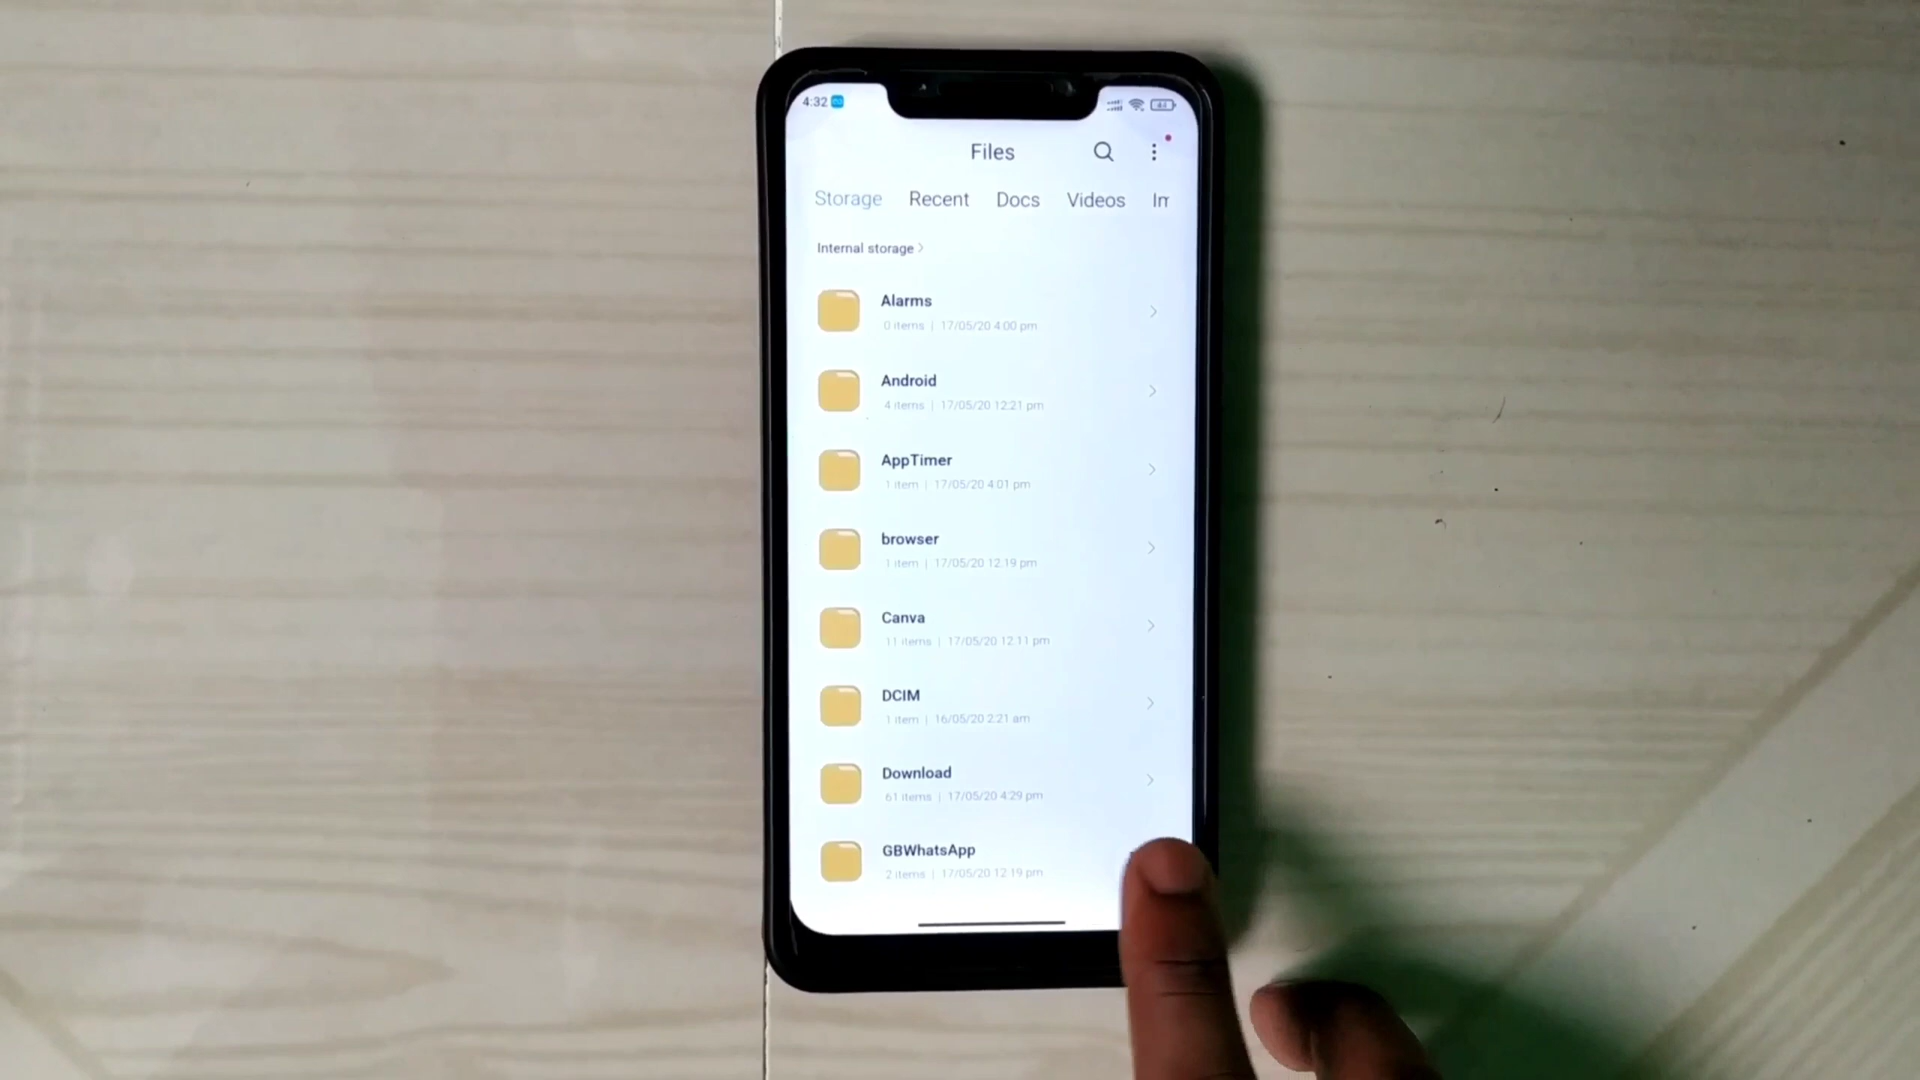 4:32
Files
Storage Recent Docs Videos Im
Internal storage >
Alarms
0 items | 17/05/20 4:00 pm
Android
4 items | 17/05/20 12:21 pm
AppTimer
1 item | 17/05/20 4:01 pm
browser
1 item | 17/05/20 12:19 pm
Canva
11 items | 17/05/20 12:11 pm
DCIM
1 item | 16/05/20 2:21 am
Download
61 items | 17/05/20 4:29 pm
GBWhatsApp
2 items | 17/05/20 12:19 pm